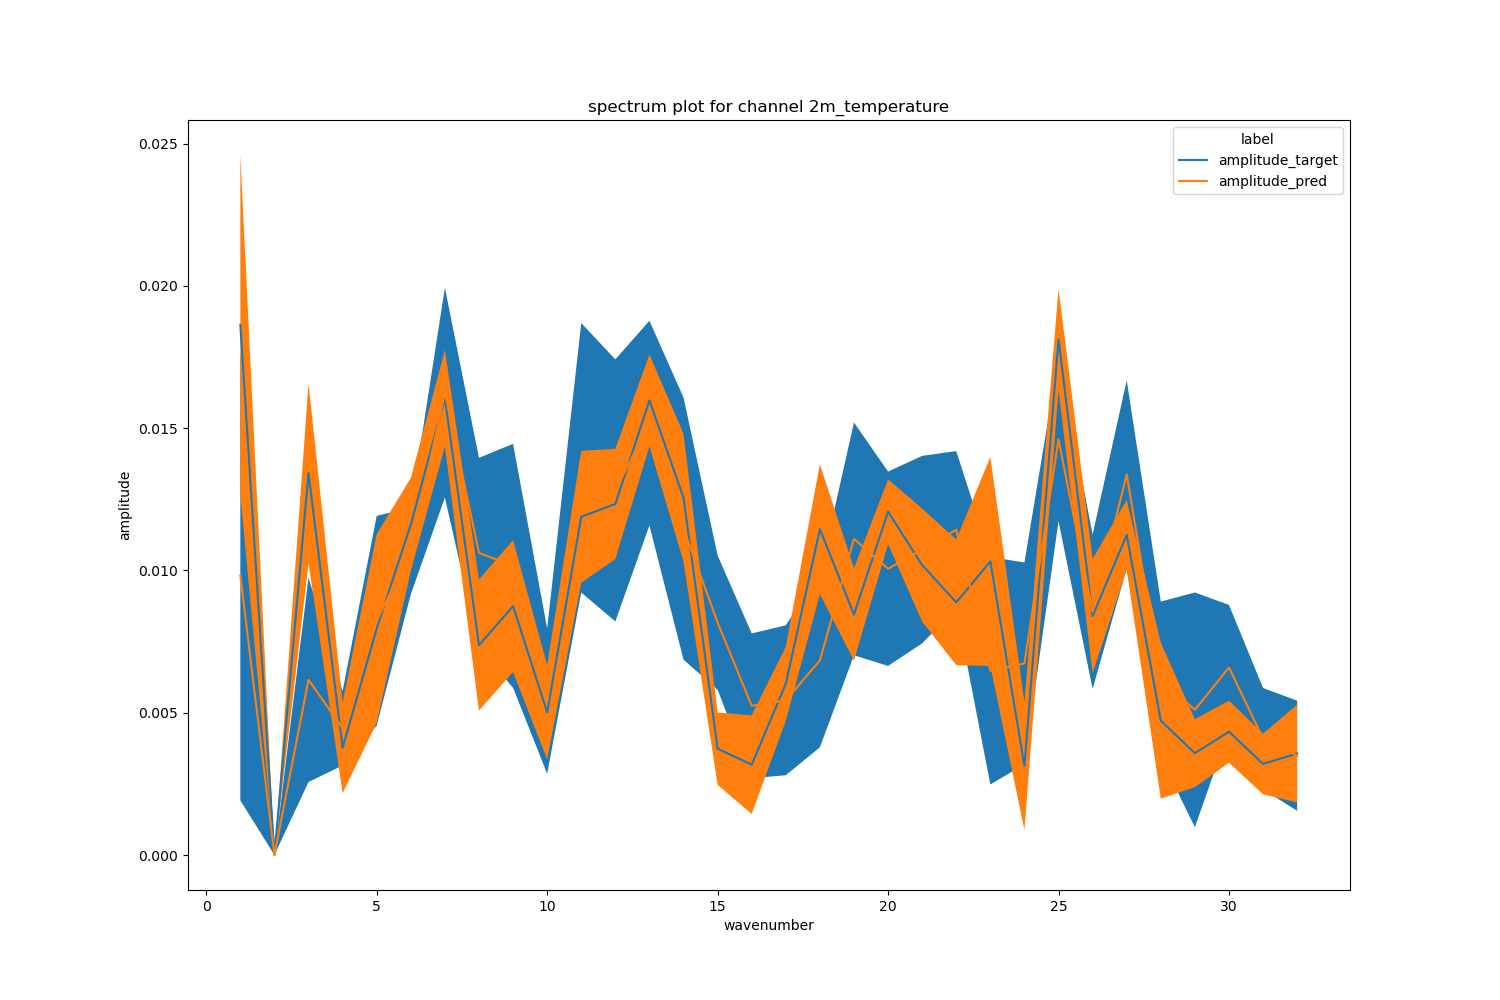 spectrum plot for channel 2m_temperature
label
amplitude_target
amplitude_pred
0.025
0.020
0.015
0.010
0.005
0.000
amplitude
0 5 10 15 20 25 30
wavenumber